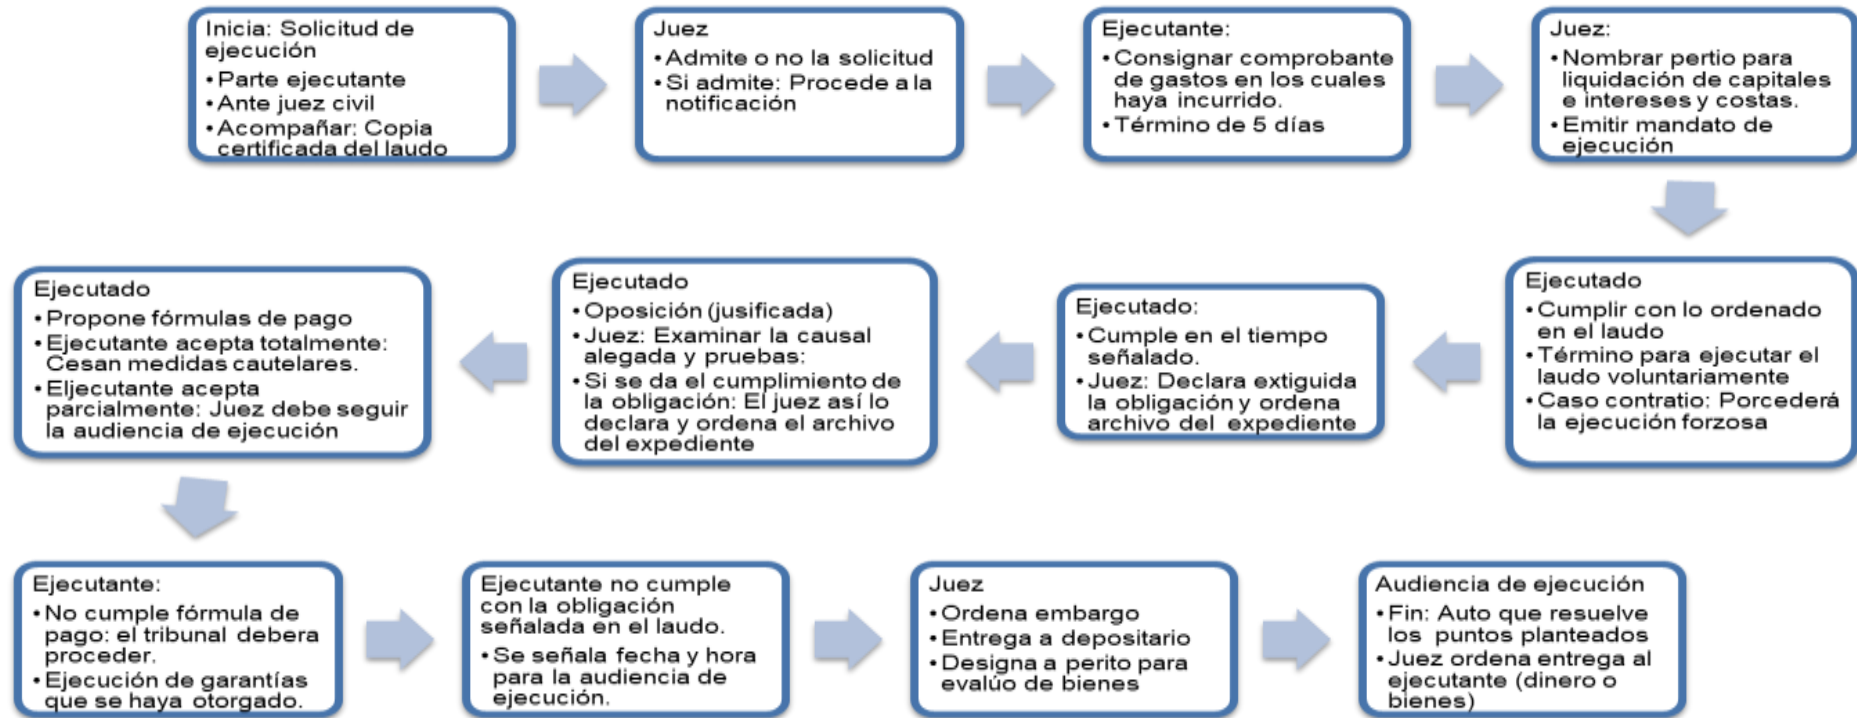 Inicia: Solicitud de
ejecución
• Parte ejecutante
• Ante juez civil
• Acompañar: Copia
certificada del laudo
Juez
• Admite o no la solicitud
• Si admite: Procede a la
notificación
Ejecutante:
• Consignar comprobante
de gastos en los cuales
haya incurrido.
• Término de 5 días
Juez:
• Nombrar pertio para
liquidación de capitales
e intereses y costas.
• Emitir mandato de
ejecución
Ejecutado
• Cumplir con lo ordenado
en el laudo
• Término para ejecutar el
laudo voluntariamente
• Caso contratio: Porcederá
la ejecución forzosa
Ejecutado:
• Cumple en el tiempo
señalado.
• Juez: Declara extiguida
la obligación y ordena
archivo del expediente
Ejecutado
• Oposición (jusificada)
• Juez: Examinar la causal
alegada y pruebas:
• Si se da el cumplimiento de
la obligación: El juez así lo
declara y ordena el archivo
del expediente
Ejecutado
• Propone fórmulas de pago
• Ejecutante acepta totalmente:
Cesan medidas cautelares.
• Eljecutante acepta
parcialmente: Juez debe seguir
la audiencia de ejecución
Ejecutante:
• No cumple fórmula de
pago: el tribunal debera
proceder.
• Ejecución de garantías
que se haya otorgado.
Ejecutante no cumple
con la obligación
señalada en el laudo.
• Se señala fecha y hora
para la audiencia de
ejecución.
Juez
• Ordena embargo
• Entrega a depositario
• Designa a perito para
evalúo de bienes
Audiencia de ejecución
• Fin: Auto que resuelve
los puntos planteados
• Juez ordena entrega al
ejecutante (dinero o
bienes)